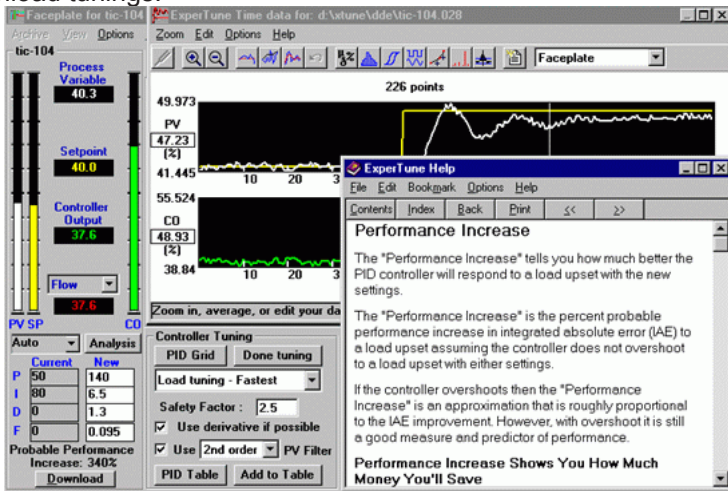 load tunings.
Faceplate for tic-104
Archive View Options
tic-104
Process
Variable
40.3
Setpoint
40.0
Controller
Output
37.6
Flow
37.6
PV SP CO
Auto Analysis
Current New
P 50 140
I 80 6.5
D 0 1.3
F 0 0.095
Probable Performance
Increase: 340%
Download
ExperTune Time data for: d:\xtune\dde\tic-104.028
Zoom Edit Options Help
Faceplate
226 points
49.973
PV
47.23
(%)
41.445
10 20 3
55.524
CO
48.93
(%)
38.84
10 20 3
Zoom in, average, or edit your da
Controller Tuning
PID Grid Done tuning
Load tuning - Fastest
Safety Factor : 2.5
Use derivative if possible
Use 2nd order PV Filter
PID Table Add to Table
ExperTune Help
File Edit Bookmark Options Help
Contents Index Back Print << >>
Performance Increase
The "Performance Increase" tells you how much better the
PID controller will respond to a load upset with the new
settings.
The "Performance Increase" is the percent probable
performance increase in integrated absolute error (IAE) to
a load upset assuming the controller does not overshoot
to a load upset with either settings.
If the controller overshoots then the "Performance
Increase" is an approximation that is roughly proportional
to the IAE improvement. However, with overshoot it is still
a good measure and predictor of performance.
Performance Increase Shows You How Much
Money You'll Save